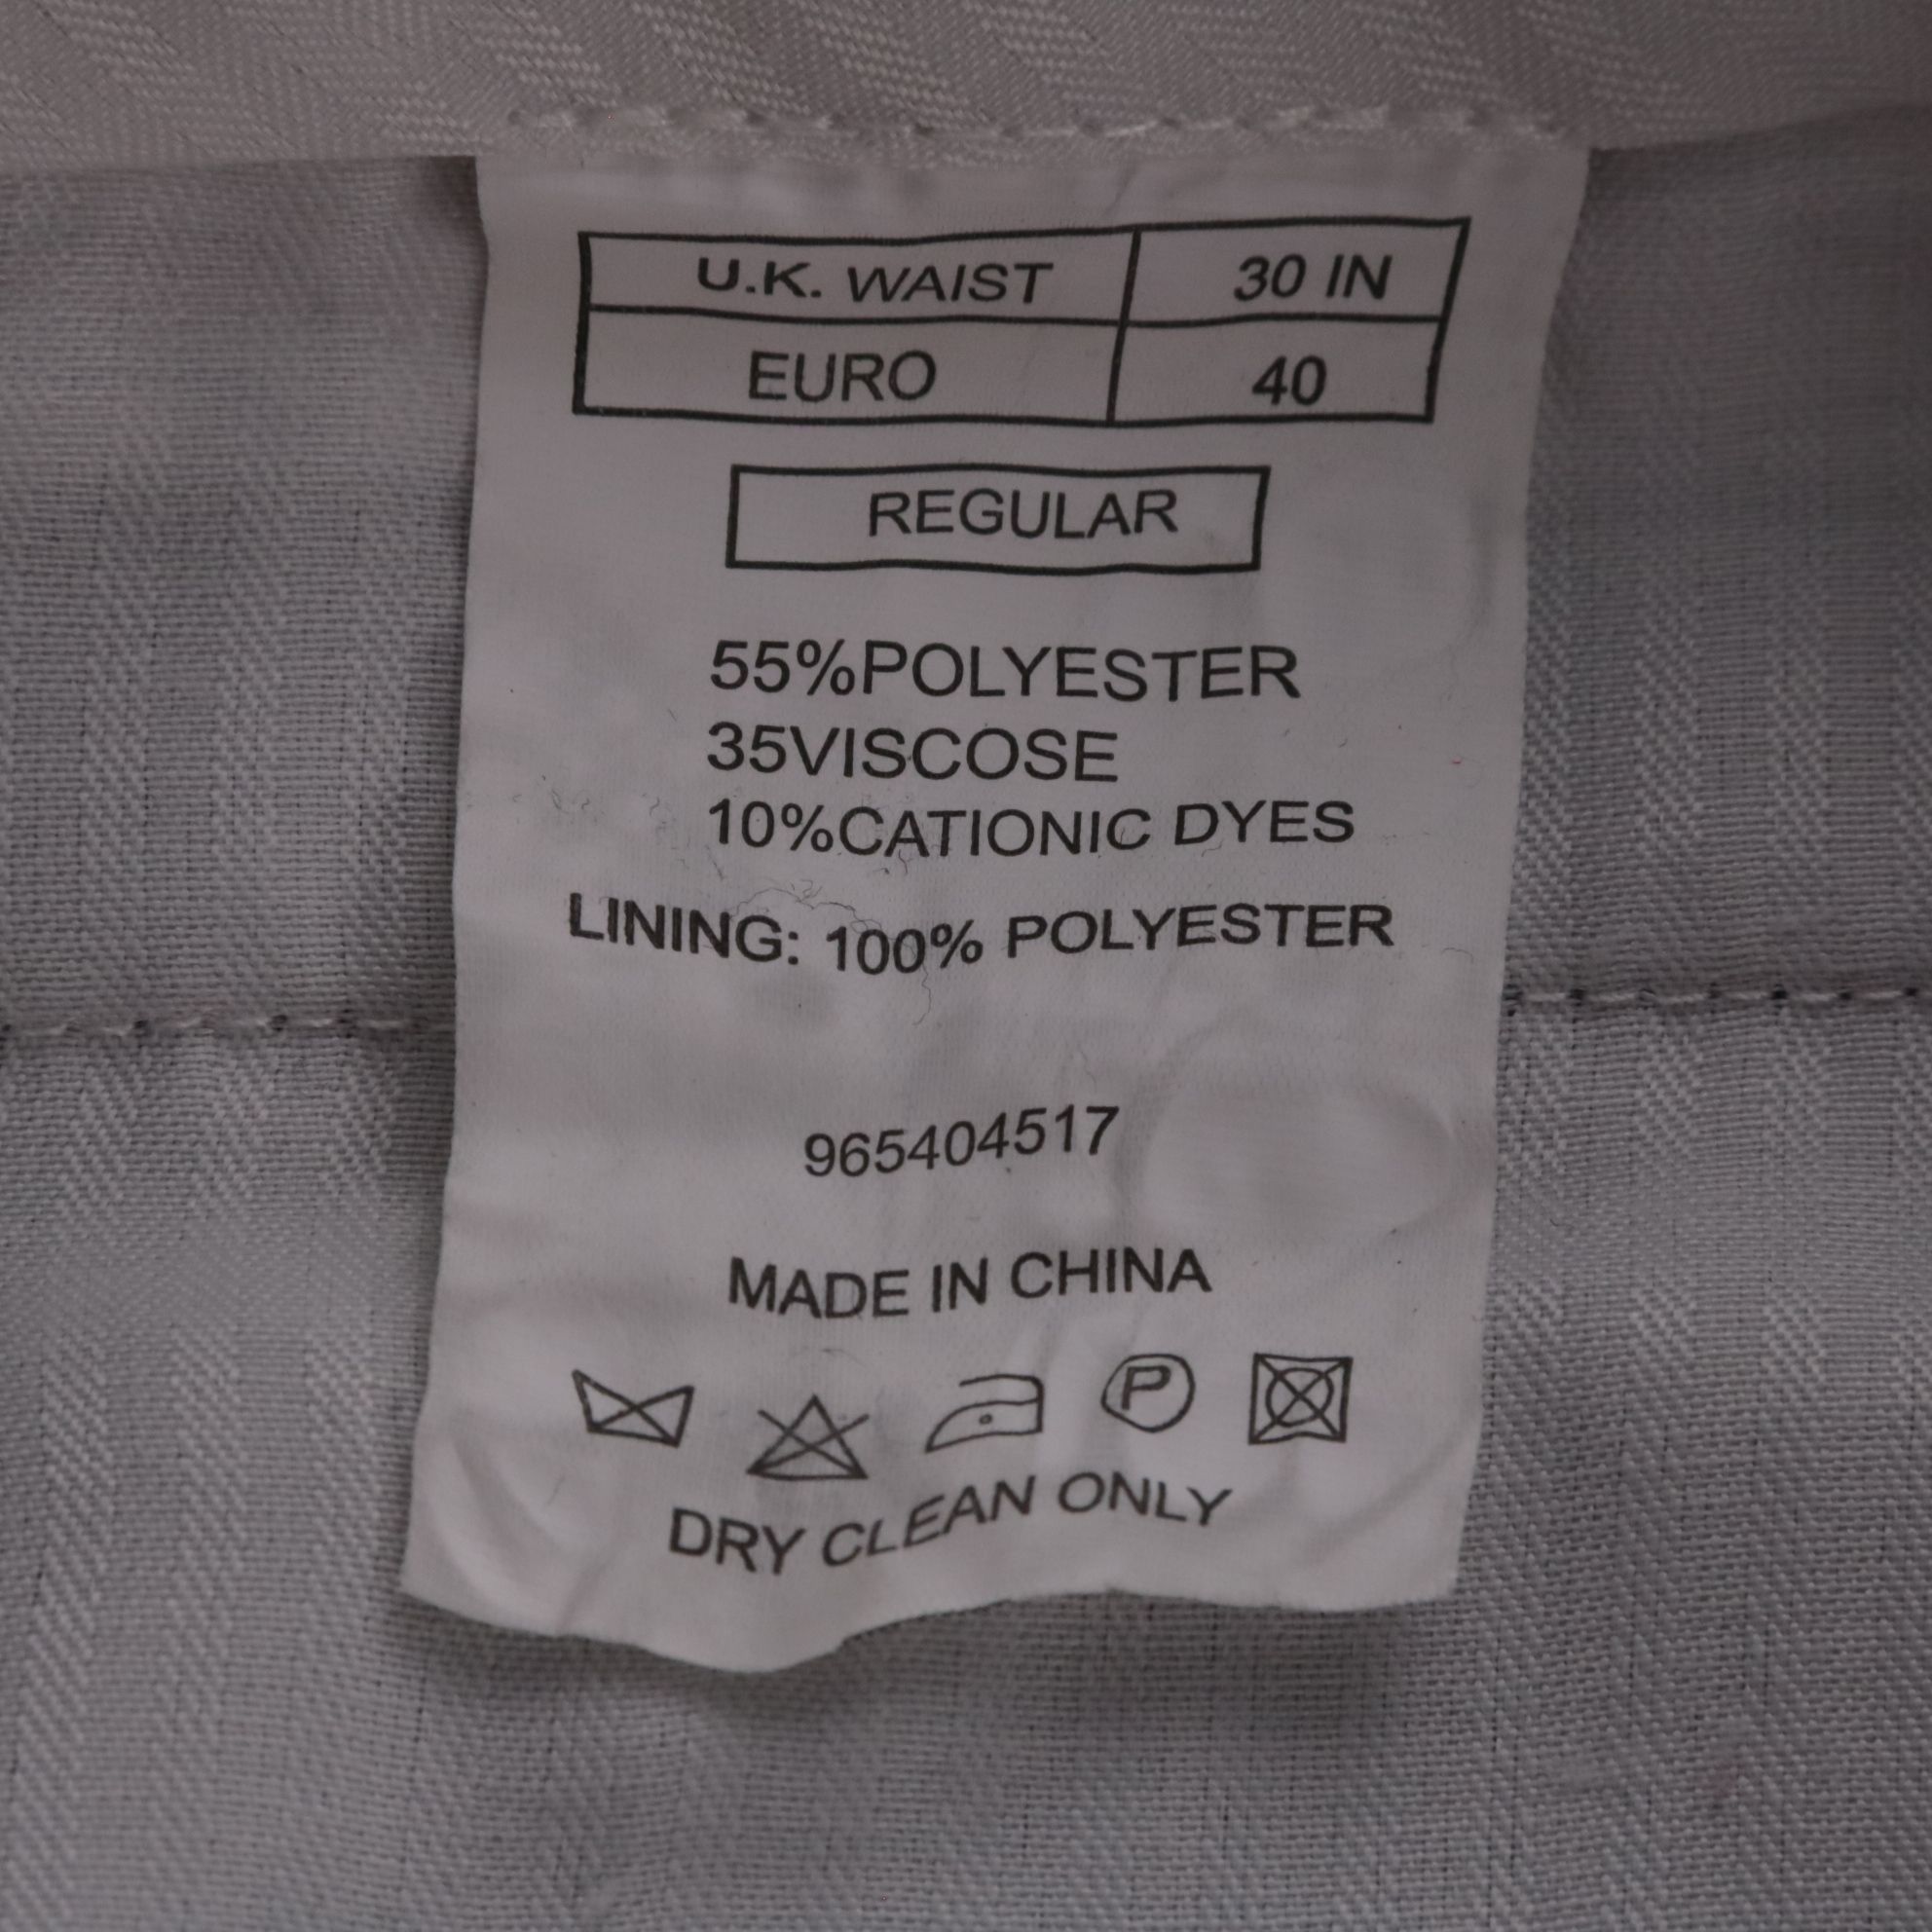 U.K. WAIST 30 IN
EURO 40
REGULAR
55%POLYESTER
35VISCOSE
10%CATIONIC DYES
LINING: 100% POLYESTER
965404517
MADE IN CHINA
P
DRY CLEAN ONLY